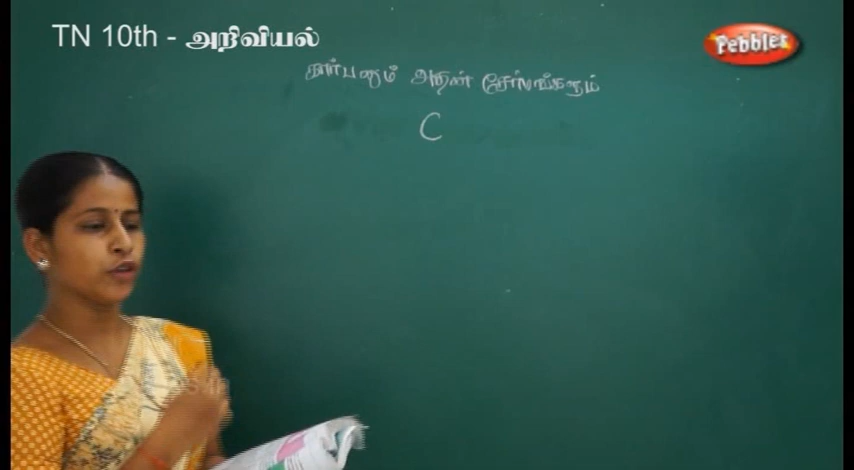 TN 10th - அறிவியல்
Pebbles
கார்பனும் அதன் சேர்மங்களும்
C